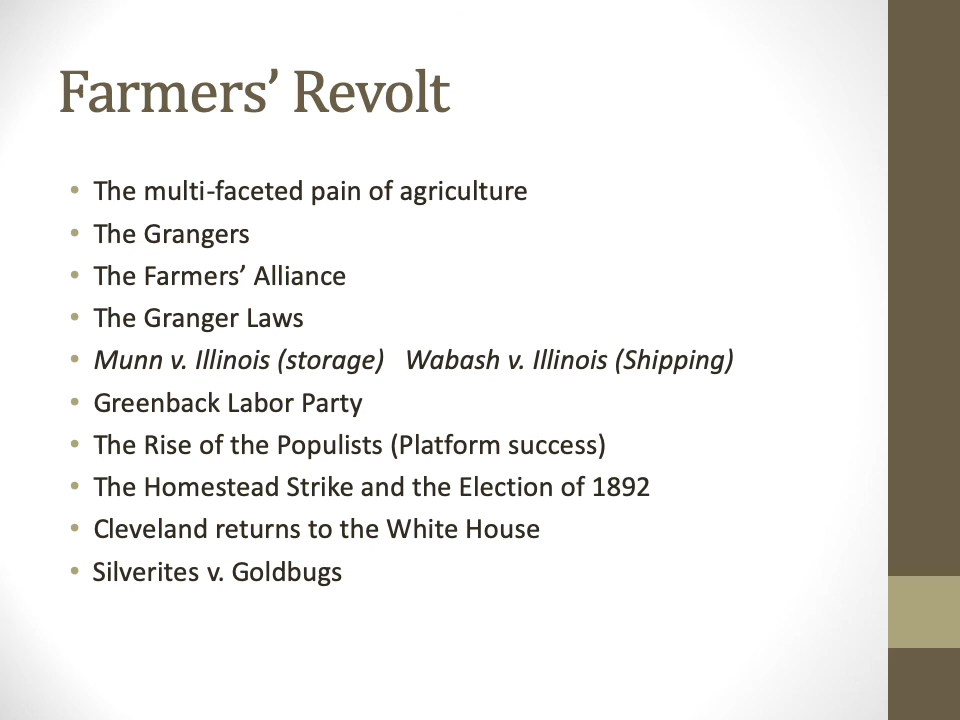 Farmers’ Revolt
• The multi-faceted pain of agriculture
• The Grangers
• The Farmers’ Alliance
• The Granger Laws
• Munn v. Illinois (storage)   Wabash v. Illinois (Shipping)
• Greenback Labor Party
• The Rise of the Populists (Platform success)
• The Homestead Strike and the Election of 1892
• Cleveland returns to the White House
• Silverites v. Goldbugs